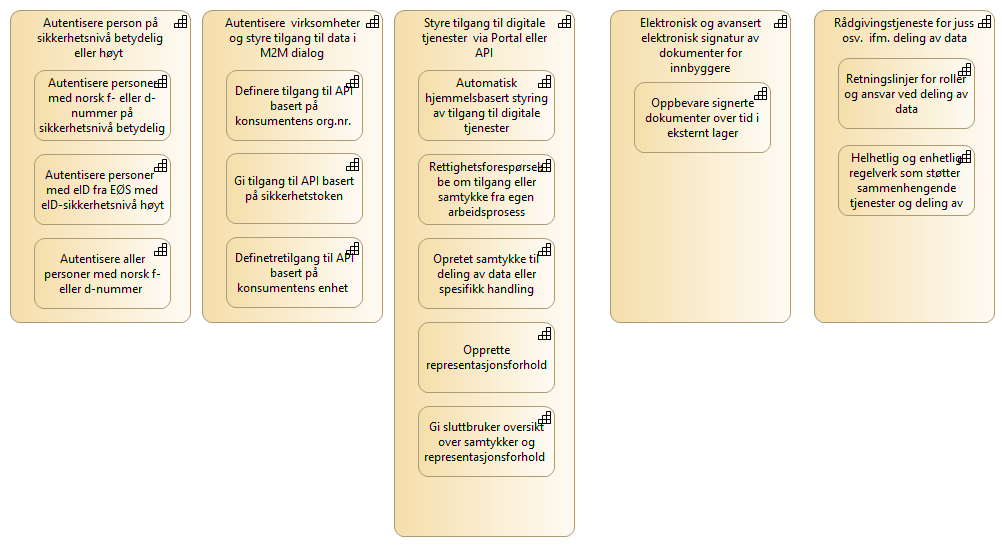 Autentisere person på
sikkerhetsnivå betydelig
eller høyt
Autentisere personer
med norsk f- eller d-
nummer på
sikkerhetsnivå betydelig
Autentisere personer
med eID fra EØS med
eID-sikkerhetsnivå høyt
Autentisere aller
personer med norsk f-
eller d-nummer
Autentisere virksomheter
og styre tilgang til data i
M2M dialog
Definere tilgang til API
basert på
konsumentens org.nr.
Gi tilgang til API basert
på sikkerhetstoken
Definetretilgang til API
basert på
konsumentens enhet
Styre tilgang til digitale
tjenester via Portal eller
API
Automatisk
hjemmelsbasert styring
av tilgang til digitale
tjenester
Rettighetsforespørsel:
be om tilgang eller
samtykke fra egen
arbeidsprosess
Opretet samtykke til
deling av data eller
spesifikk handling
Opprette
representasjonsforhold
Gi sluttbruker oversikt
over samtykker og
representasjonsforhold
Elektronisk og avansert
elektronisk signatur av
dokumenter for
innbyggere
Oppbevare signerte
dokumenter over tid i
eksternt lager
Rådgivingstjeneste for juss
osv. ifm. deling av data
Retningslinjer for roller
og ansvar ved deling av
data
Helhetlig og enhetlig
regelverk som støtter
sammenhengende
tjenester og deling av